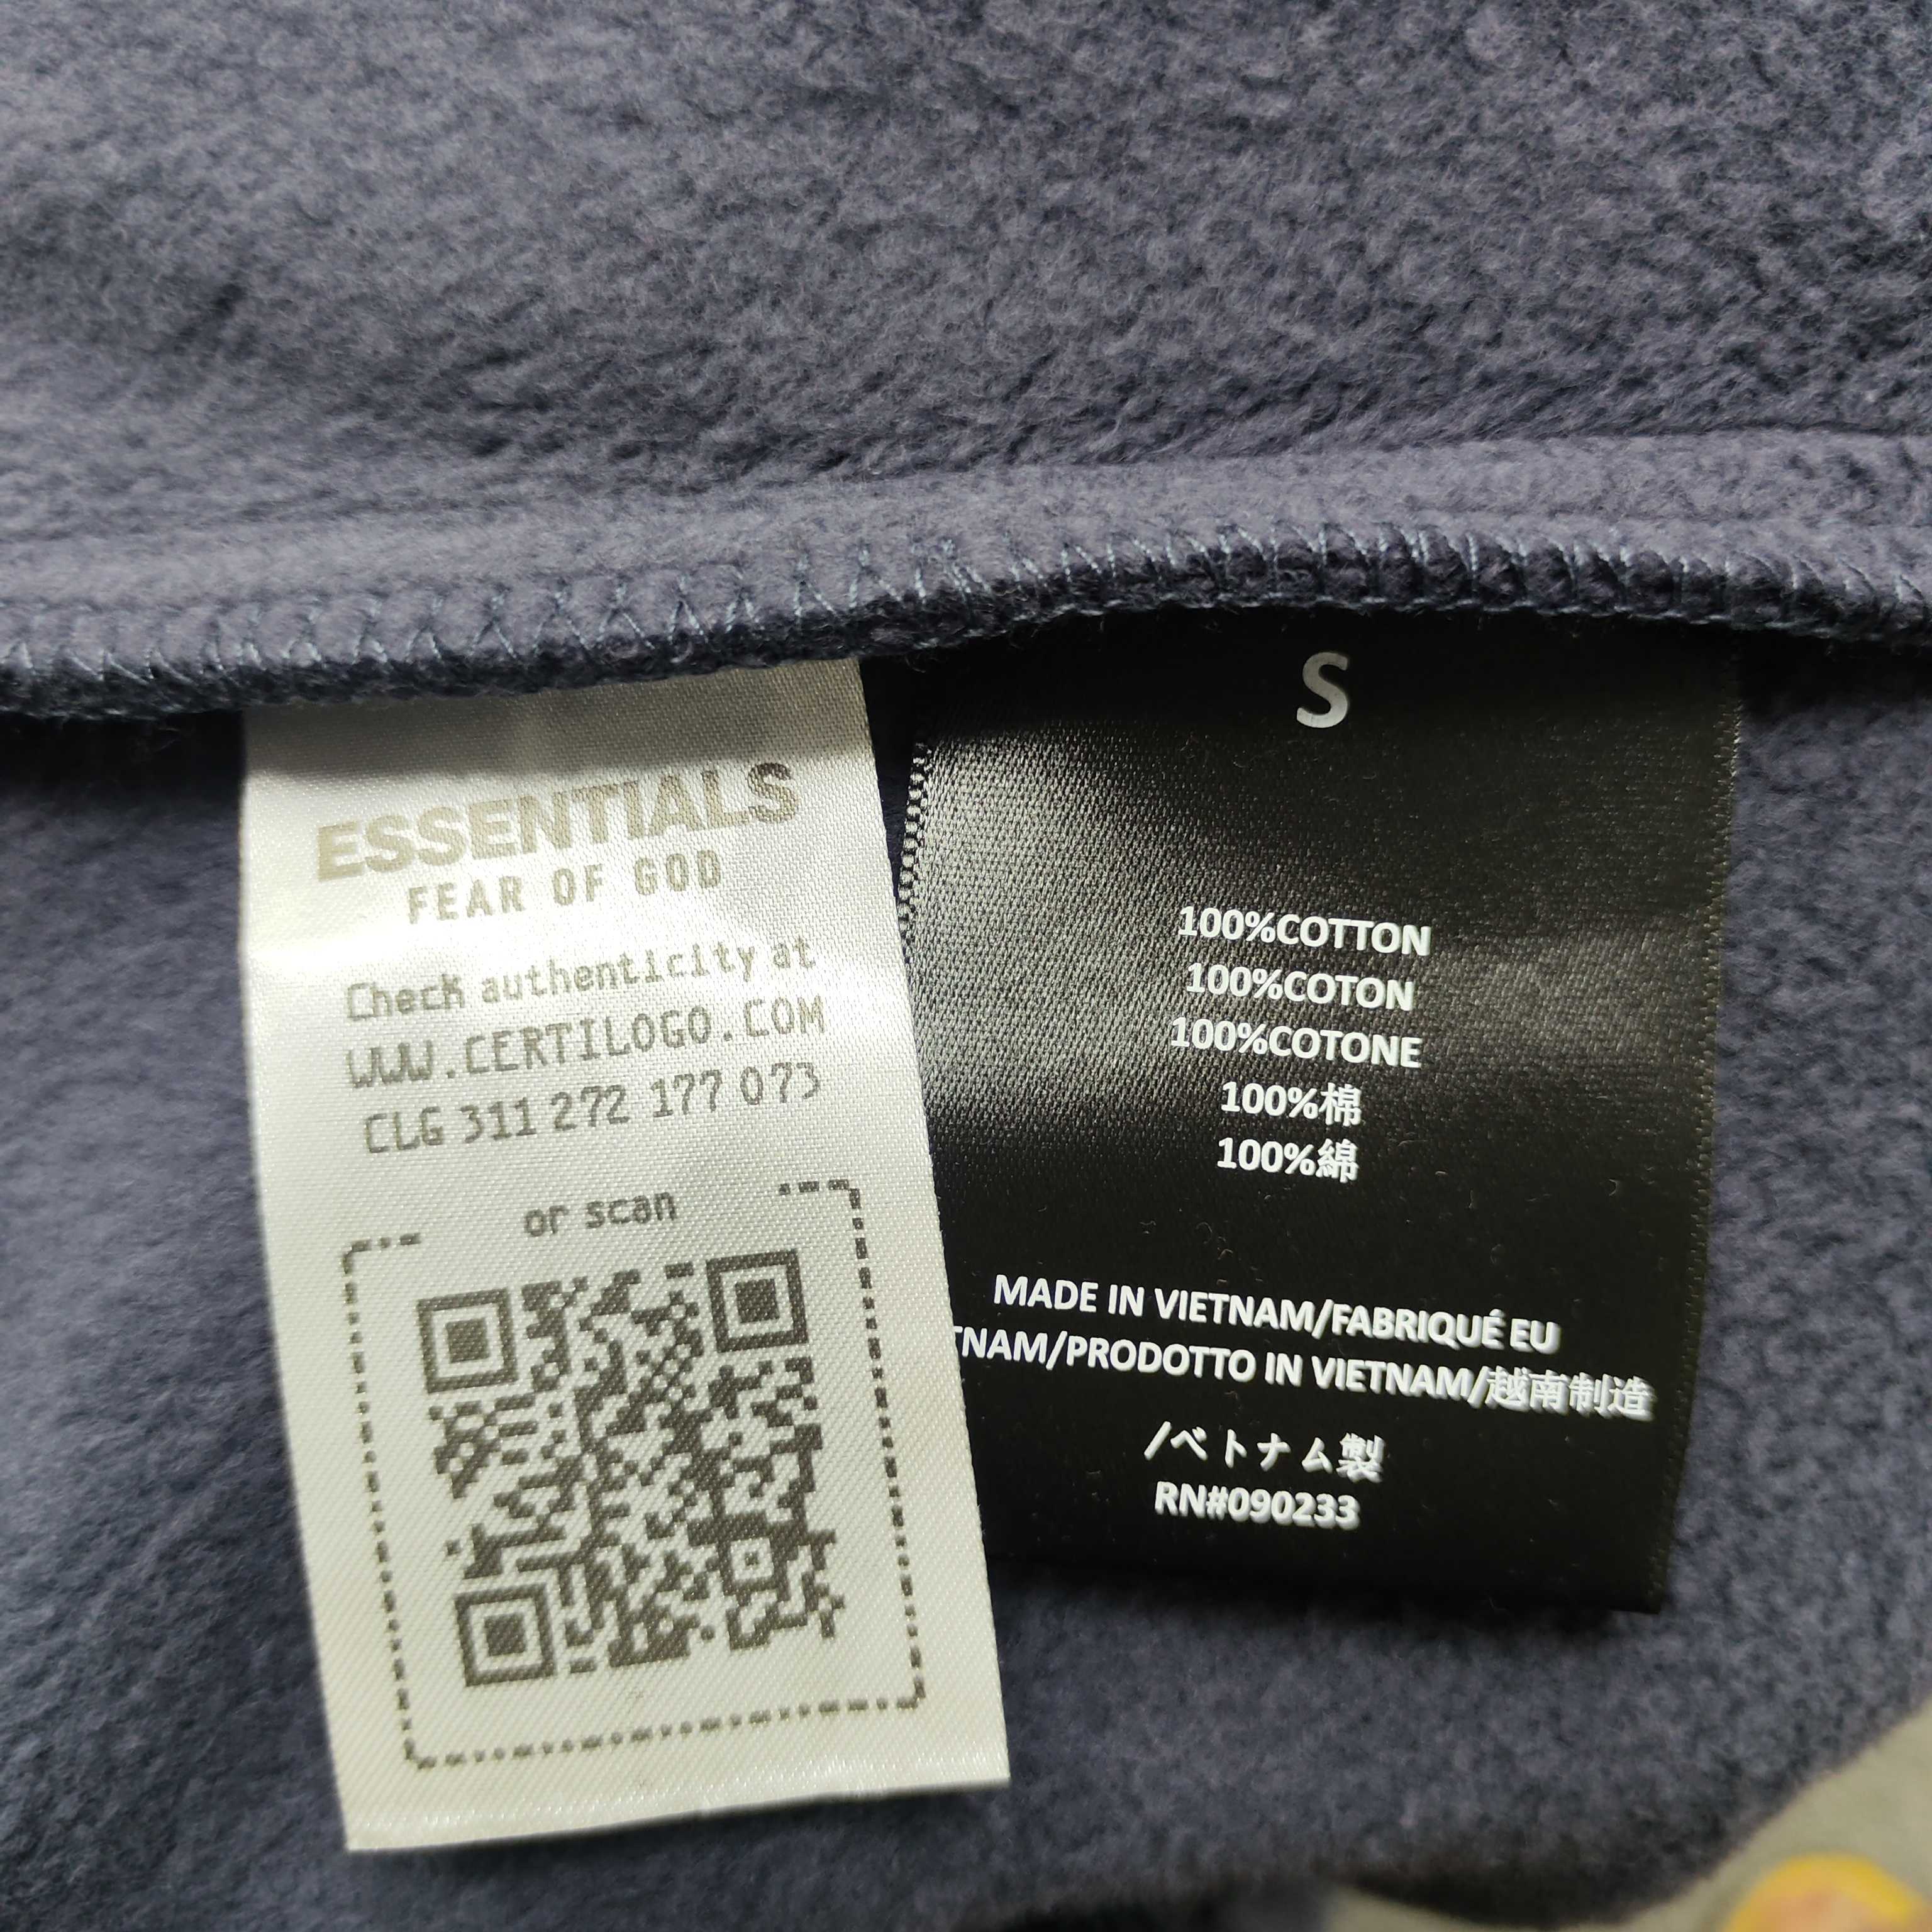 ESSENTIALS
FEAR OF GOD
Check authenticity at
WWW.CERTILOGO.COM
CLG 311 272 177 073
or scan
S
100%COTTON
100%COTON
100%COTONE
100%棉
100%綿
MADE IN VIETNAM/FABRIQUÉ EU
TNAM/PRODOTTO IN VIETNAM/越南制造
/ベトナム製
RN#090233